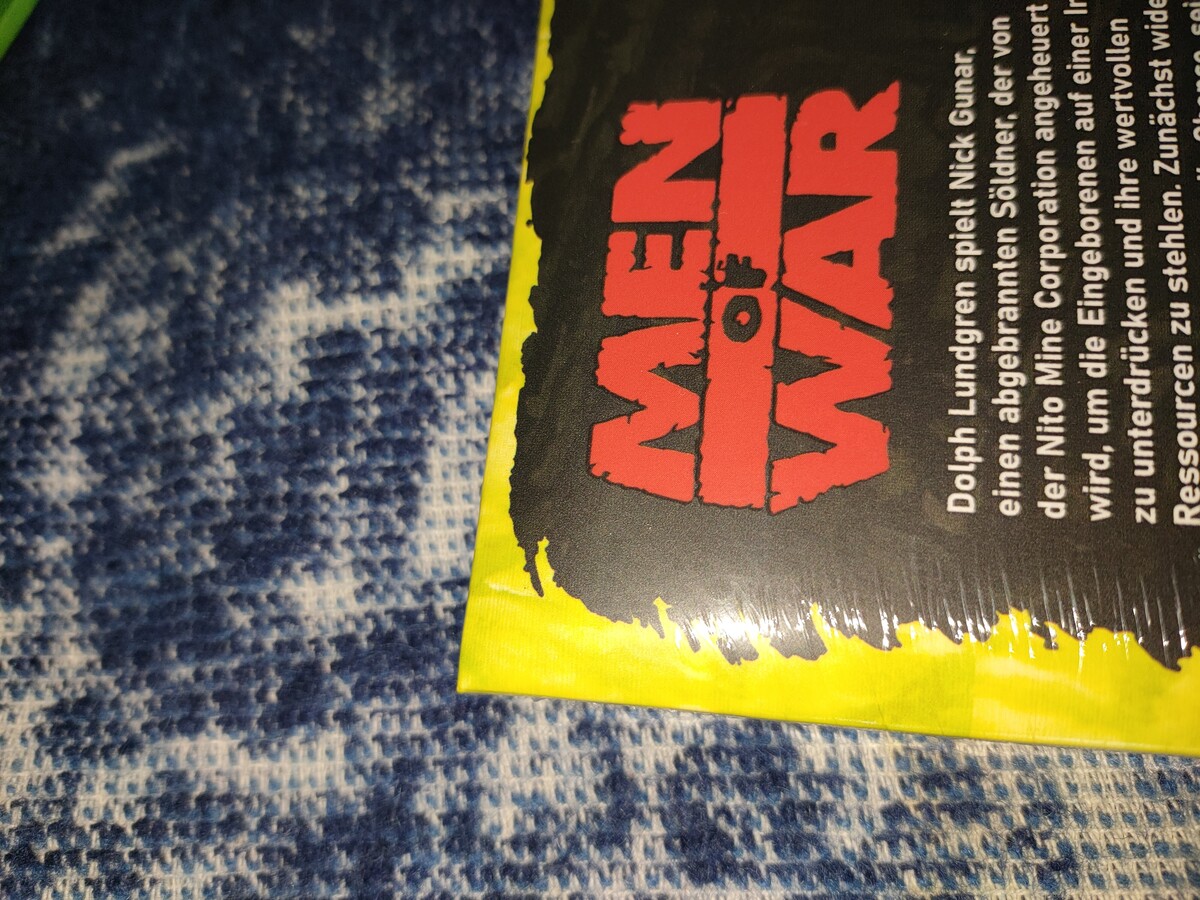 MEN
OF
WAR
Dolph Lundgren spielt Nick Gunar,
einen abgebrannten Söldner, der von
der Nito Mine Corporation angeheuert
wird, um die Eingeborenen auf einer
zu unterdrücken und ihre wertvollen
Ressourcen zu stehlen. Zunächst